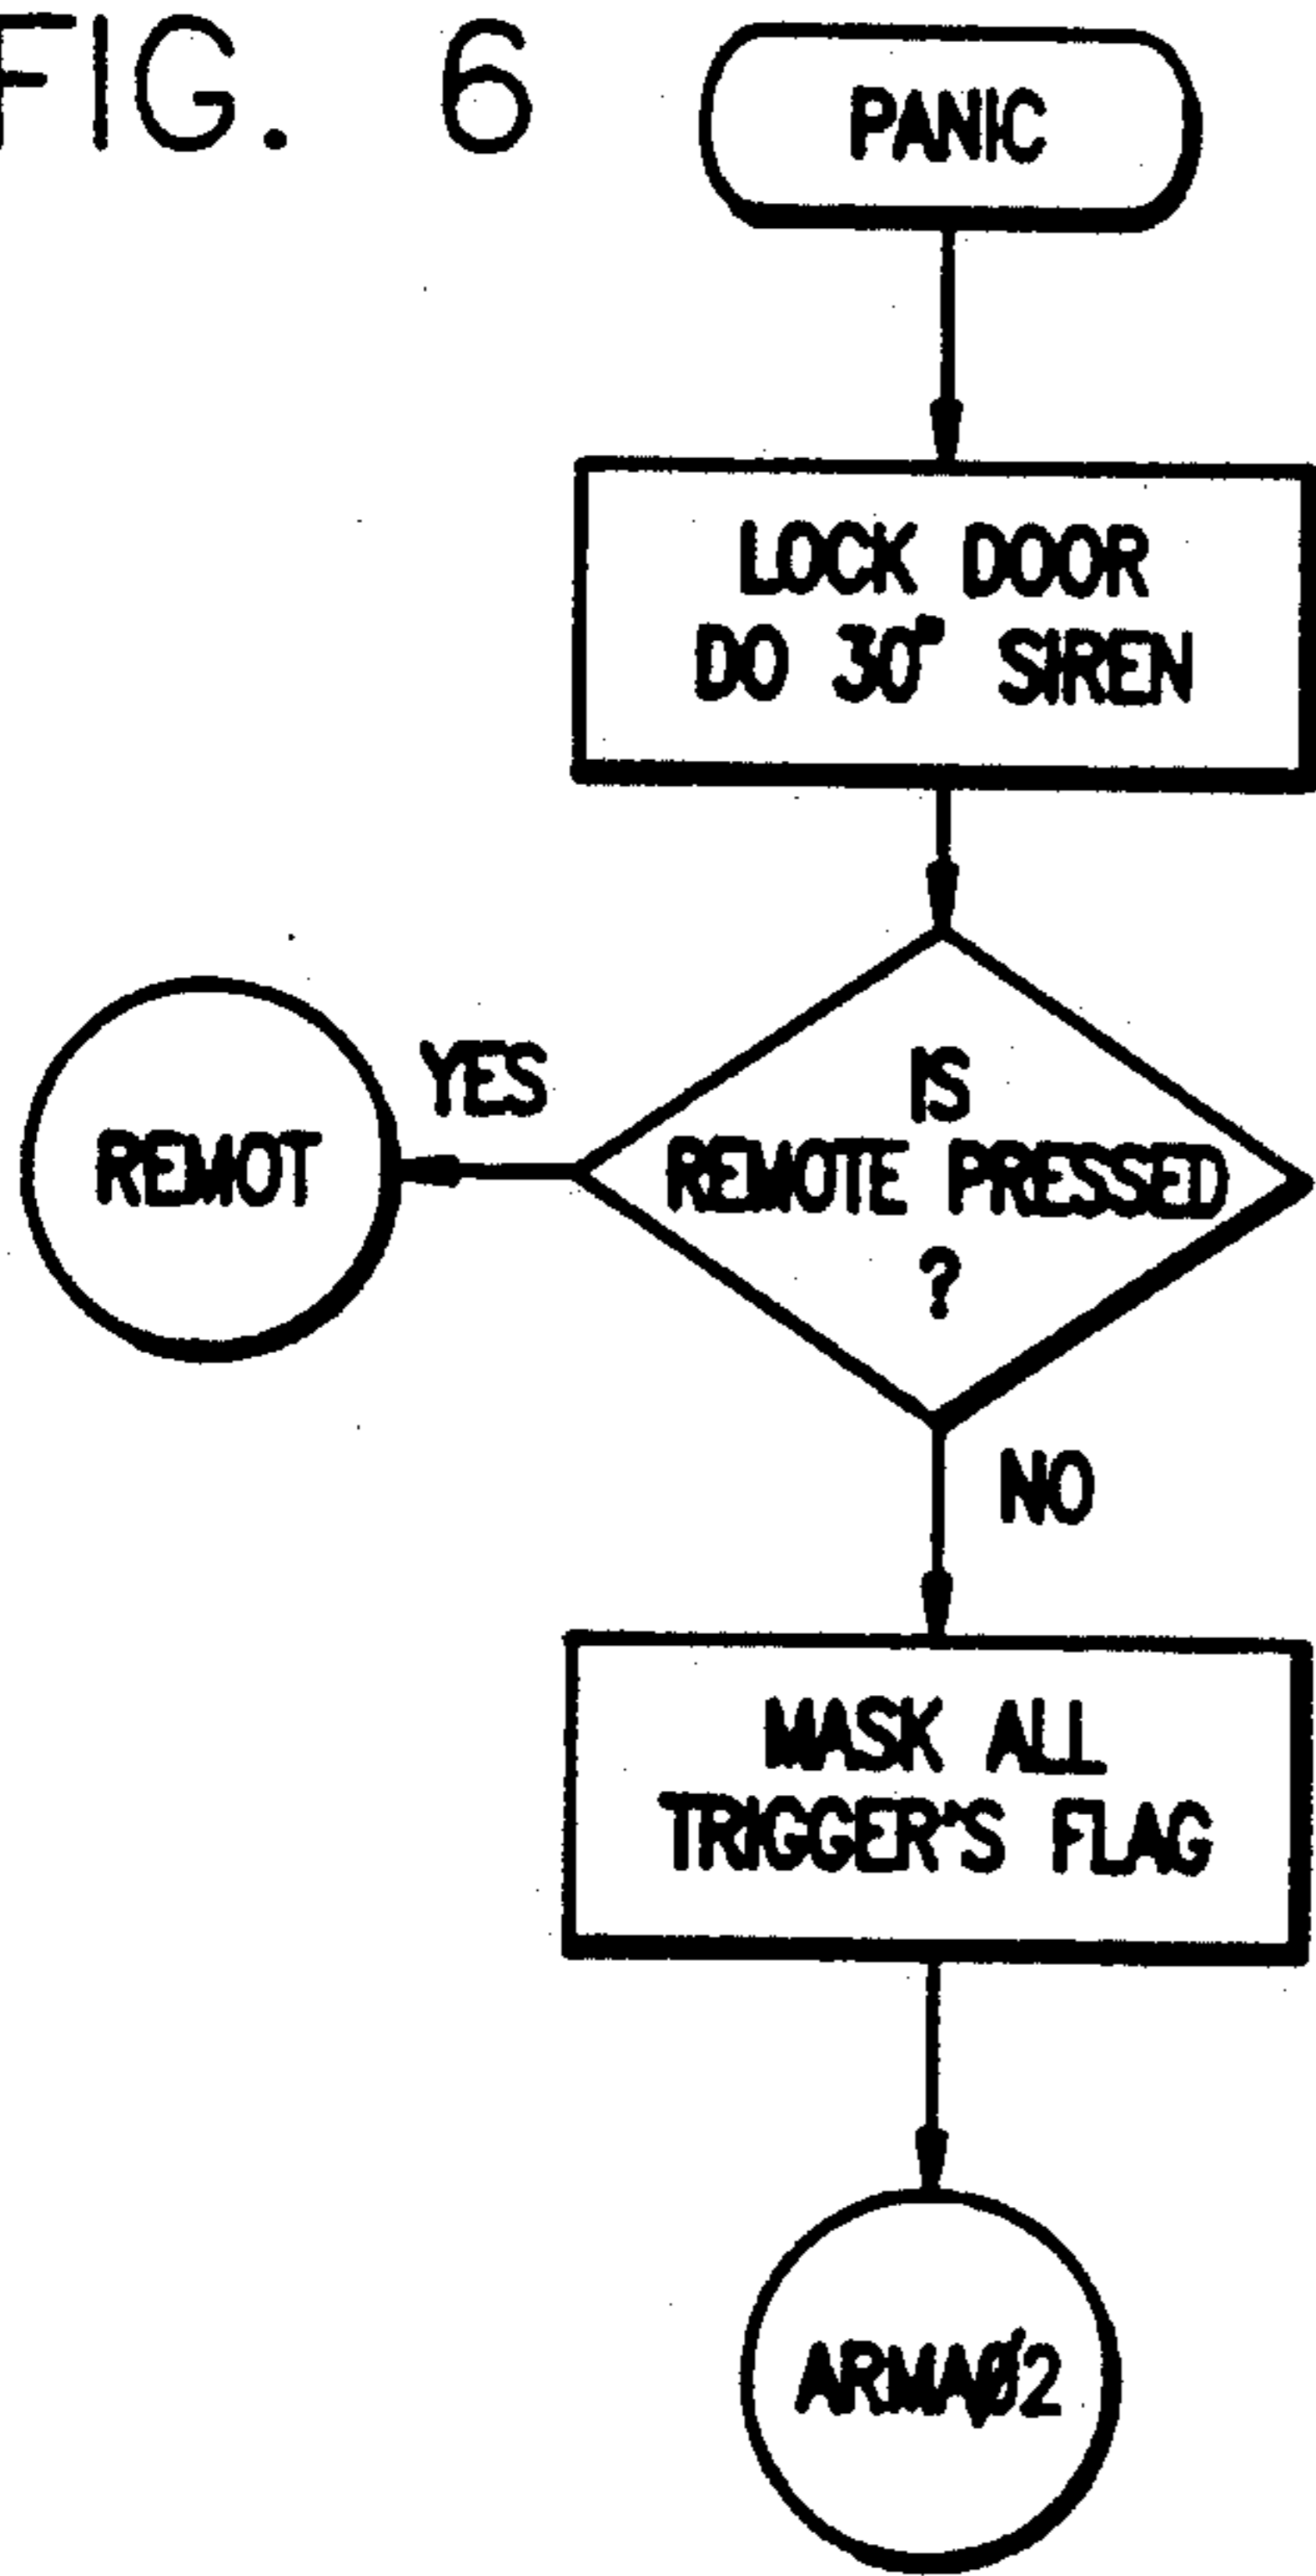 FIG. 6
PANIC
LOCK DOOR
DO 30" SIREN
IS
REMOTE PRESSED
?
YES
REMOT
NO
MASK ALL
TRIGGER'S FLAG
ARMAØ2